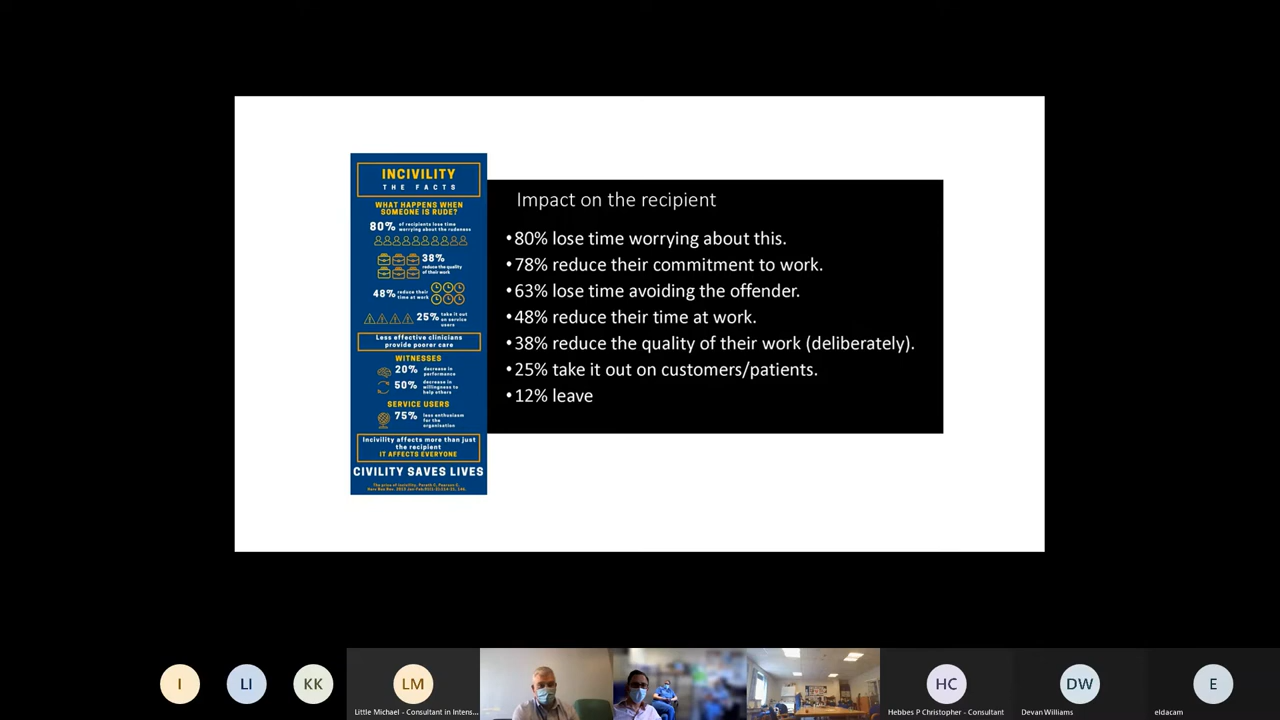 INCIVILITY
THE FACTS
WHAT HAPPENS WHEN
SOMEONE IS RUDE?
80% of recipients lose time
worrying about the rudeness
38%
reduce the quality
of their work
48% reduce their
time at work
25% take it out
on service
users
Less effective clinicians
provide poorer care
WITNESSES
20% decrease in
performance
50% decrease in
willingness to
help others
SERVICE USERS
75% less enthusiasm
for the
organisation
Incivility affects more than just
the recipient
IT AFFECTS EVERYONE
CIVILITY SAVES LIVES
The price of incivility. Porath C, Pearson C.
Impact on the recipient
•80% lose time worrying about this.
•78% reduce their commitment to work.
•63% lose time avoiding the offender.
•48% reduce their time at work.
•38% reduce the quality of their work (deliberately).
•25% take it out on customers/patients.
•12% leave
I
LI
KK
LM
Little Michael - Consultant in Intens...
HC
Hebbes P Christopher - Consultant
DW
Devan Williams
E
eldacam